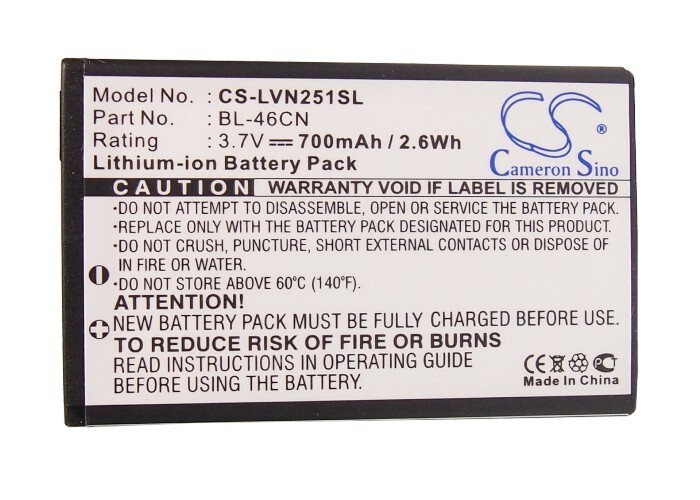 Model No. : CS-LVN251SL
Part No. : BL-46CN
Rating : 3.7V 700mAh / 2.6Wh
Lithium-ion Battery Pack
CS
Cameron Sino
CAUTION WARRANTY VOID IF LABEL IS REMOVED
•DO NOT ATTEMPT TO DISASSEMBLE, OPEN OR SERVICE THE BATTERY PACK.
•REPLACE ONLY WITH THE BATTERY PACK DESIGNATED FOR THIS PRODUCT.
•DO NOT CRUSH, PUNCTURE, SHORT EXTERNAL CONTACTS OR DISPOSE OF
IN FIRE OR WATER.
•DO NOT STORE ABOVE 60°C (140°F).
ATTENTION!
NEW BATTERY PACK MUST BE FULLY CHARGED BEFORE USE
TO REDUCE RISK OF FIRE OR BURNS
READ INSTRUCTIONS IN OPERATING GUIDE
BEFORE INSTALLATION
CE
Made In China